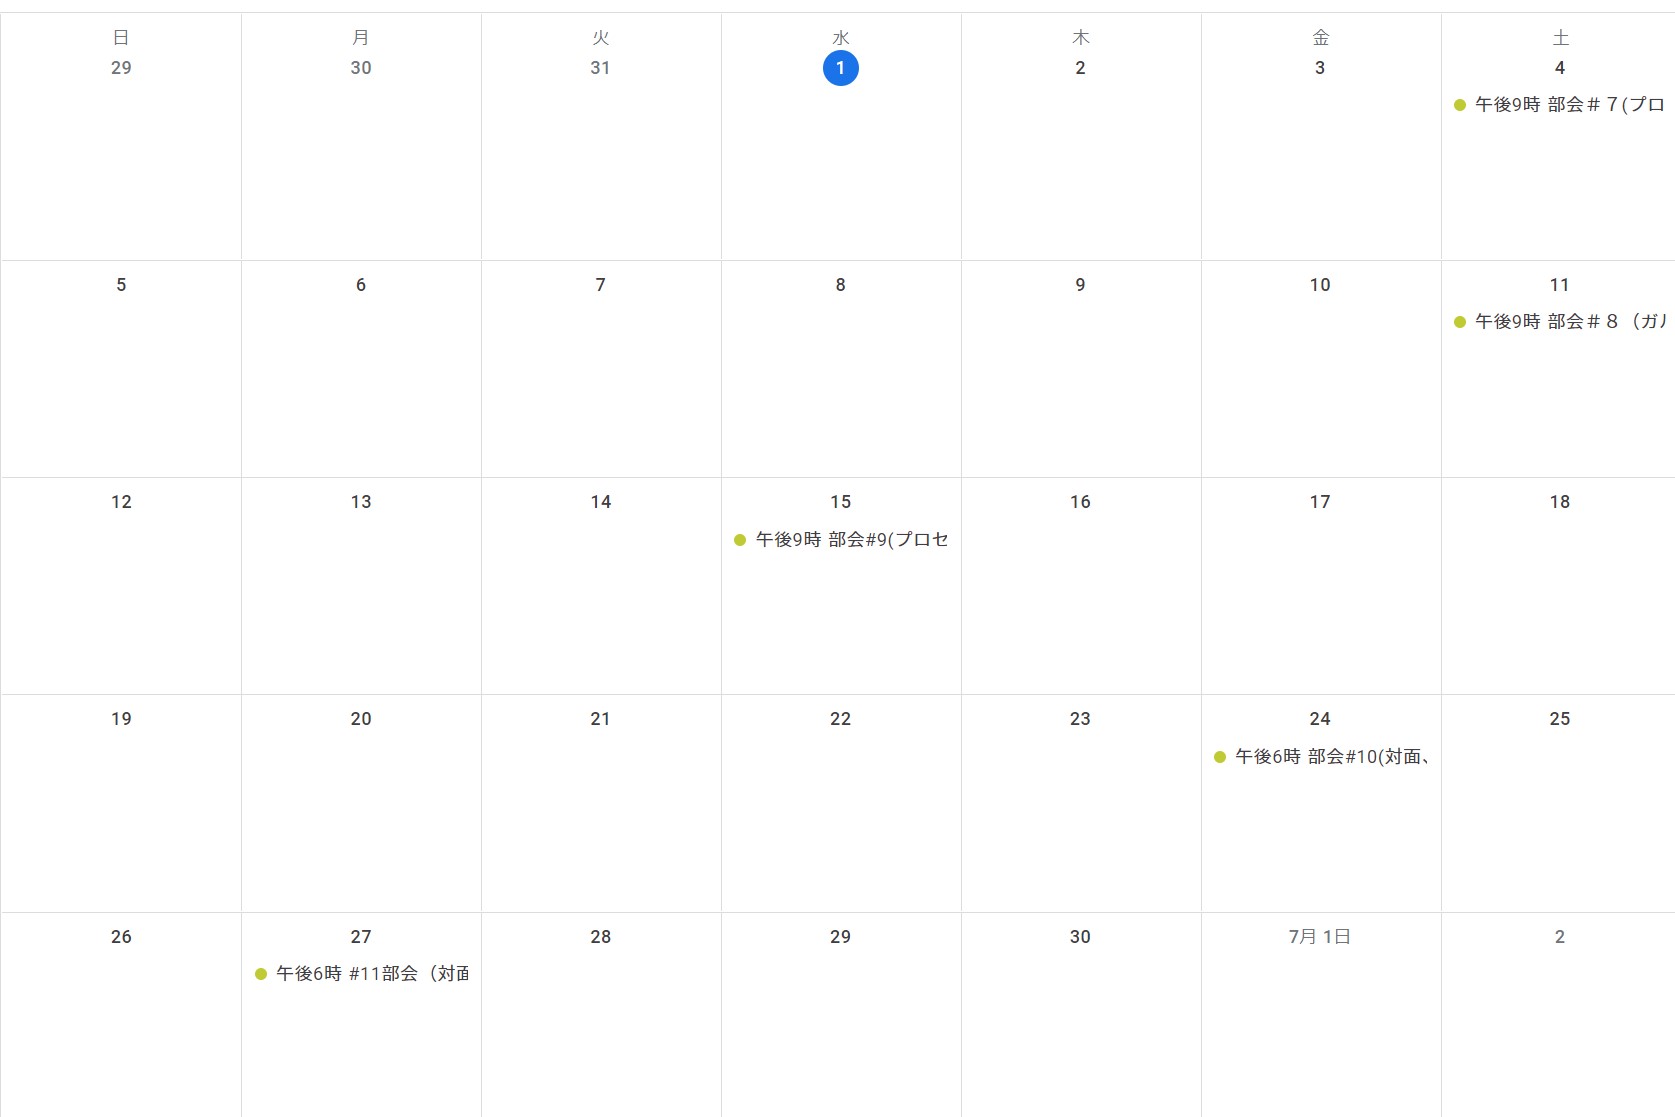 日 月 火 水 木 金 土
29 30 31 1 2 3 4
午後9時 部会＃７(プロ
5 6 7 8 9 10 11
午後9時 部会＃８（ガ
12 13 14 15 16 17 18
午後9時 部会#9(プロセ
19 20 21 22 23 24 25
午後6時 部会#10(対面、
26 27 28 29 30 7月 1日 2
午後6時 #11部会（対面